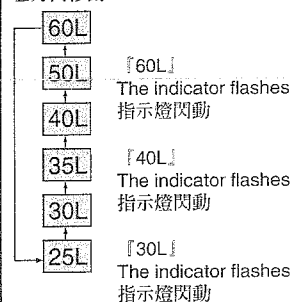 60L
50L
『60L』
The indicator flashes
指示燈閃動
40L
35L
『40L』
The indicator flashes
指示燈閃動
30L
25L
『30L』
The indicator flashes
指示燈閃動